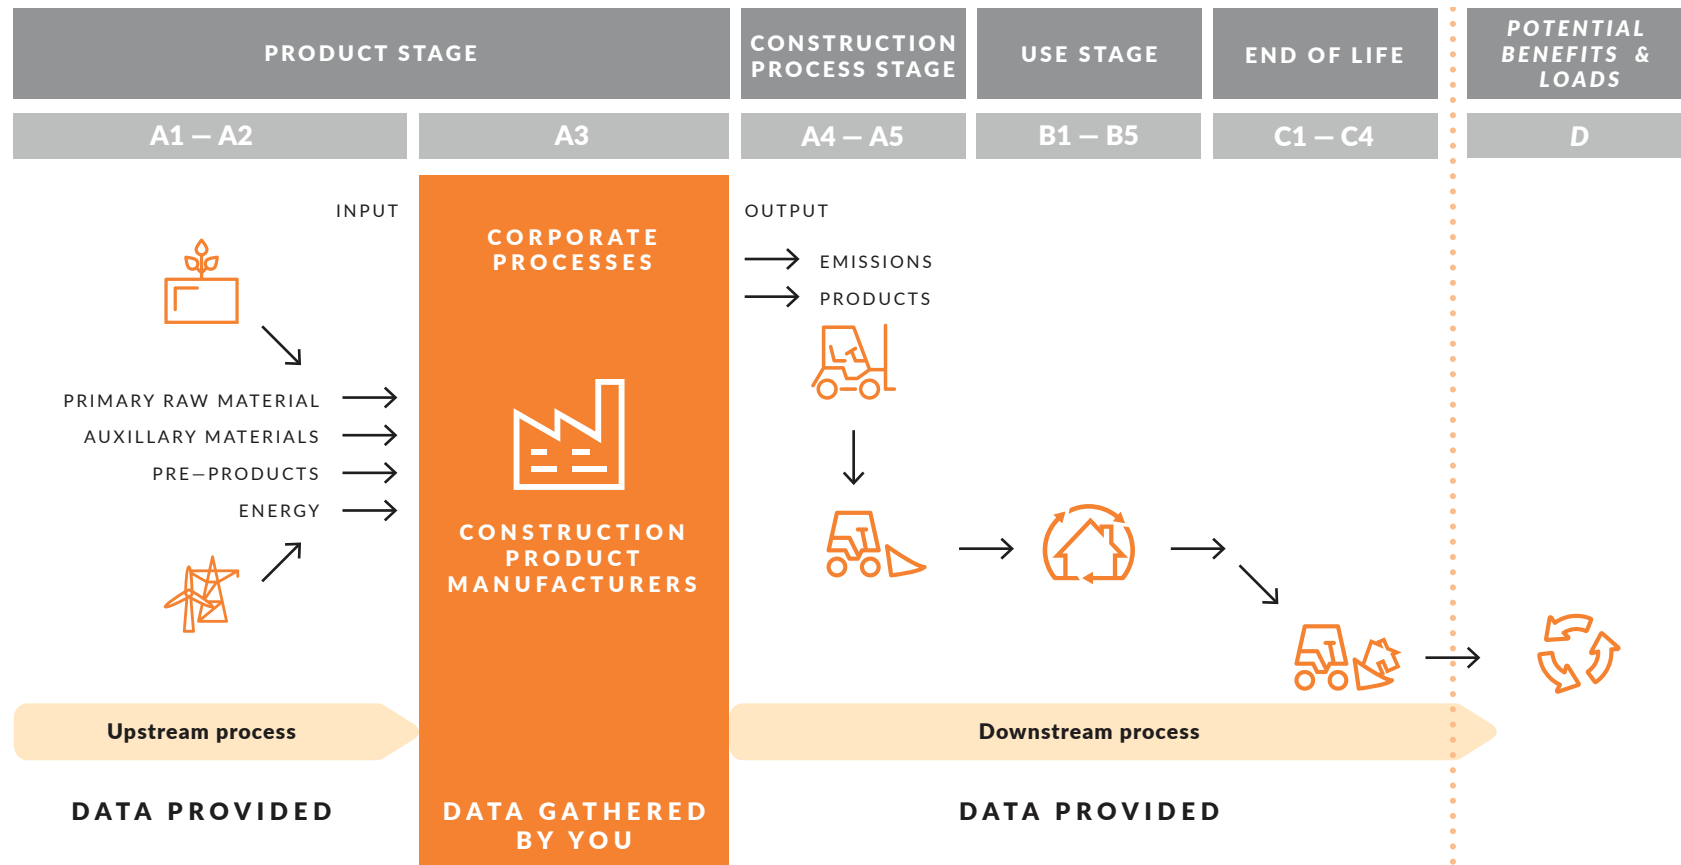 PRODUCT STAGE
CONSTRUCTION
PROCESS STAGE
USE STAGE
END OF LIFE
POTENTIAL
BENEFITS &
LOADS
A1 — A2
A3
A4 — A5
B1 — B5
C1 — C4
D
INPUT
PRIMARY RAW MATERIAL
AUXILLARY MATERIALS
PRE—PRODUCTS
ENERGY
CORPORATE
PROCESSES
CONSTRUCTION
PRODUCT
MANUFACTURERS
OUTPUT
EMISSIONS
PRODUCTS
Upstream process
Downstream process
DATA PROVIDED
DATA GATHERED
BY YOU
DATA PROVIDED